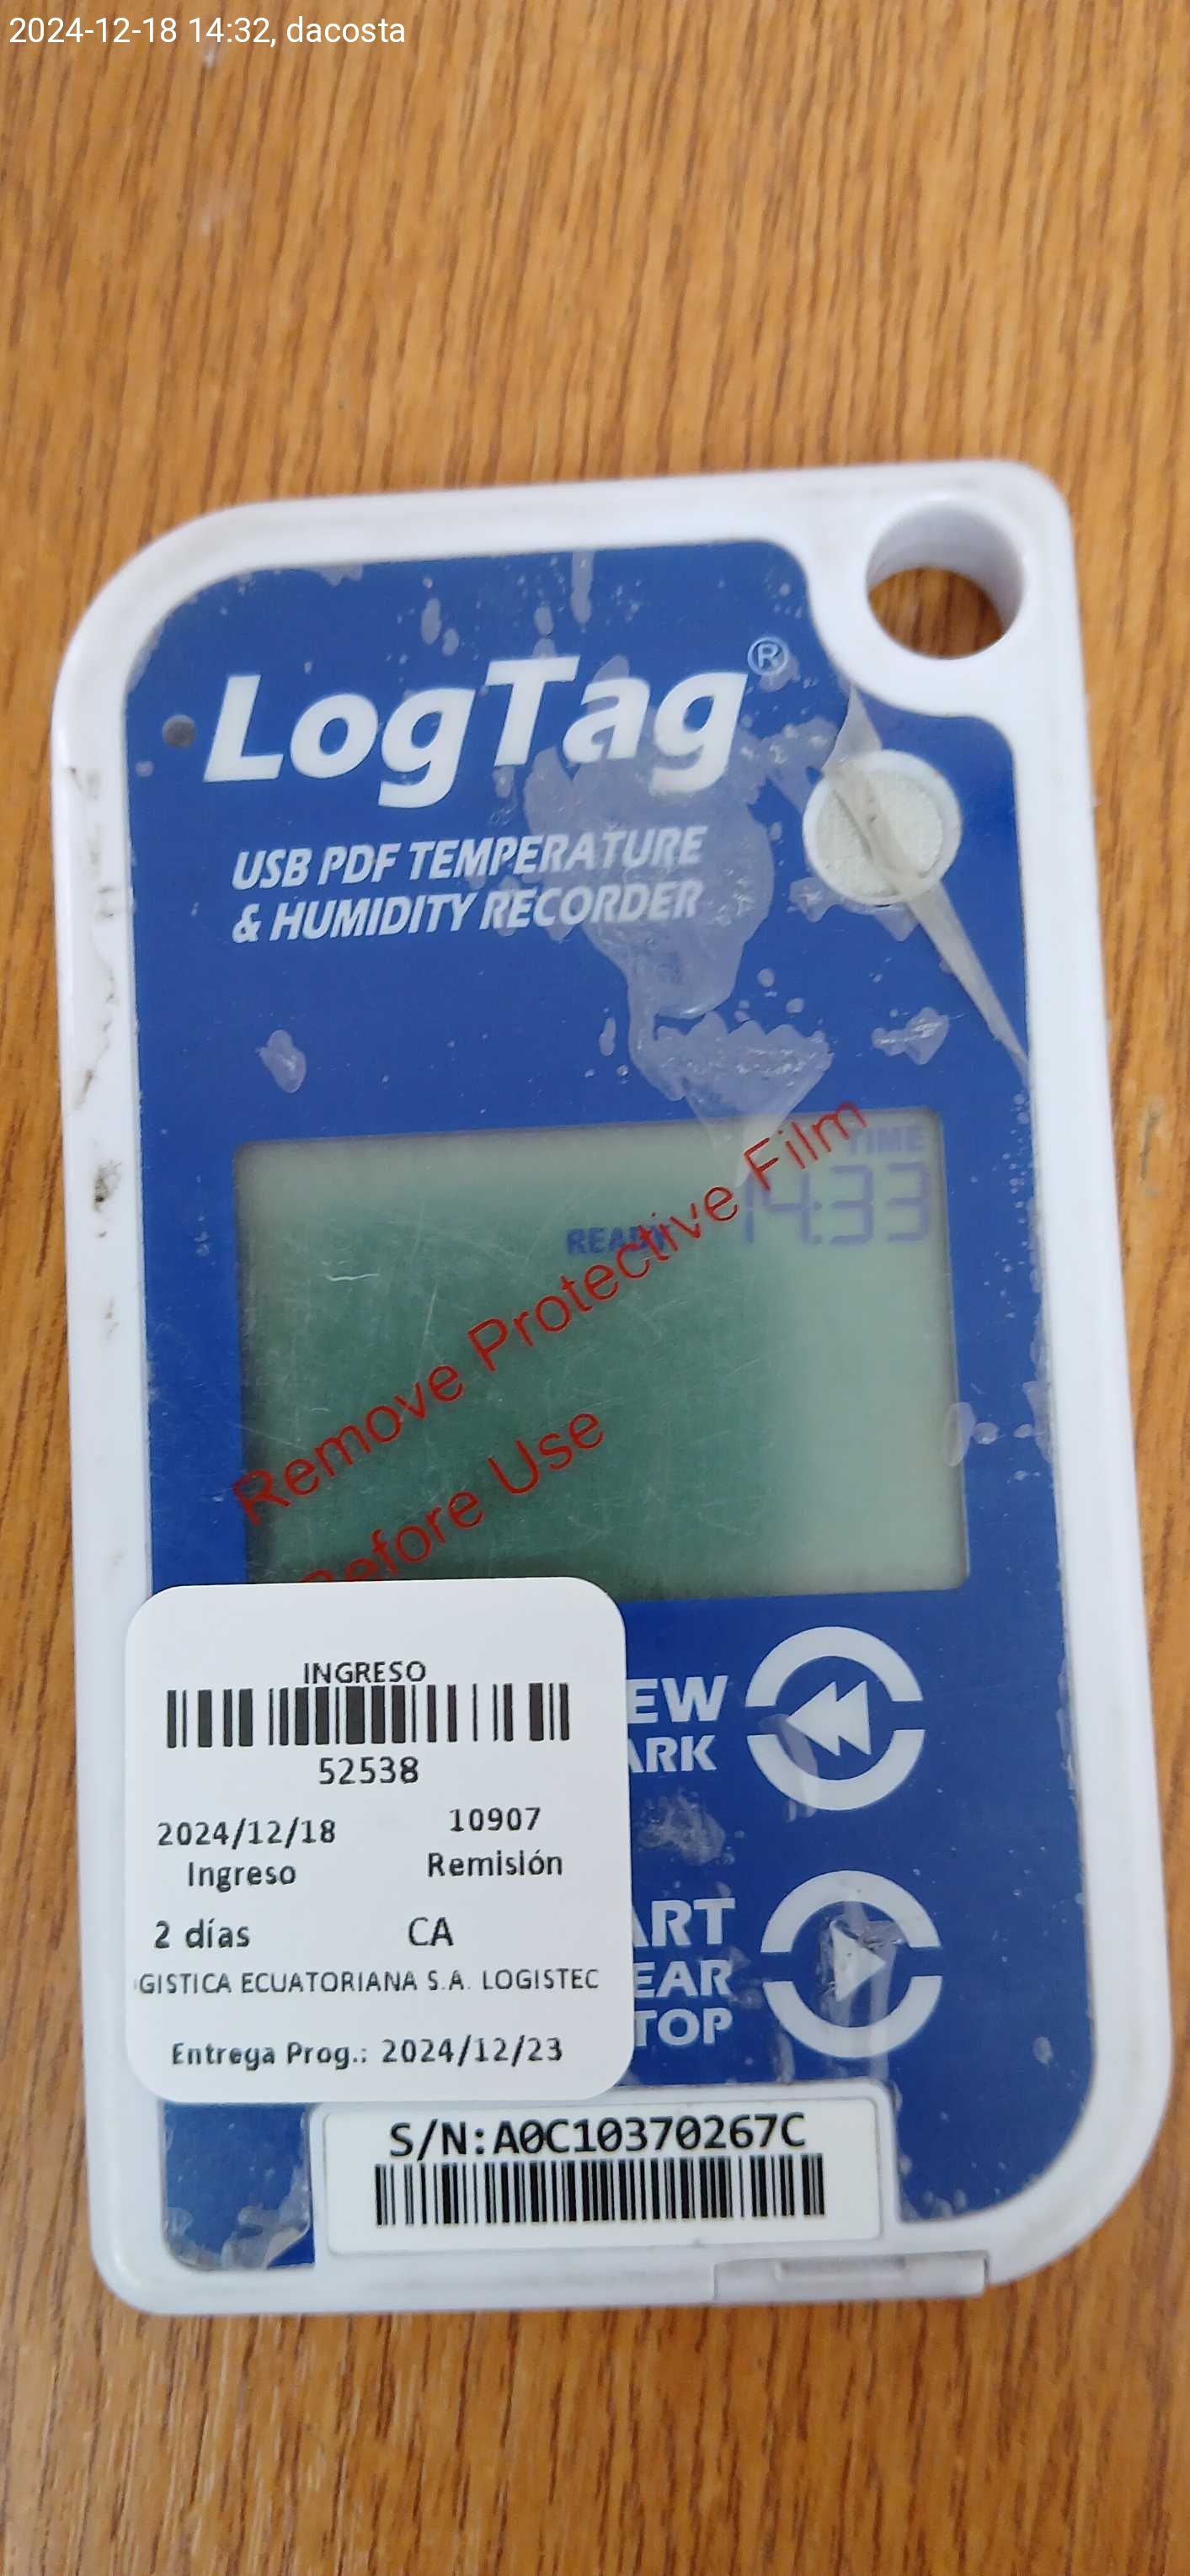 2024-12-18 14:32, dacosta
LogTag®
USB PDF TEMPERATURE
& HUMIDITY RECORDER
TIME
14:33
READY
Remove Protective Film
Before Use
INGRESO
52538
2024/12/18 10907
Ingreso Remisión
2 días CA
GISTICA ECUATORIANA S.A. LOGISTEC
Entrega Prog.: 2024/12/23
EW
ARK
ART
EAR
TOP
S/N:A0C10370267C